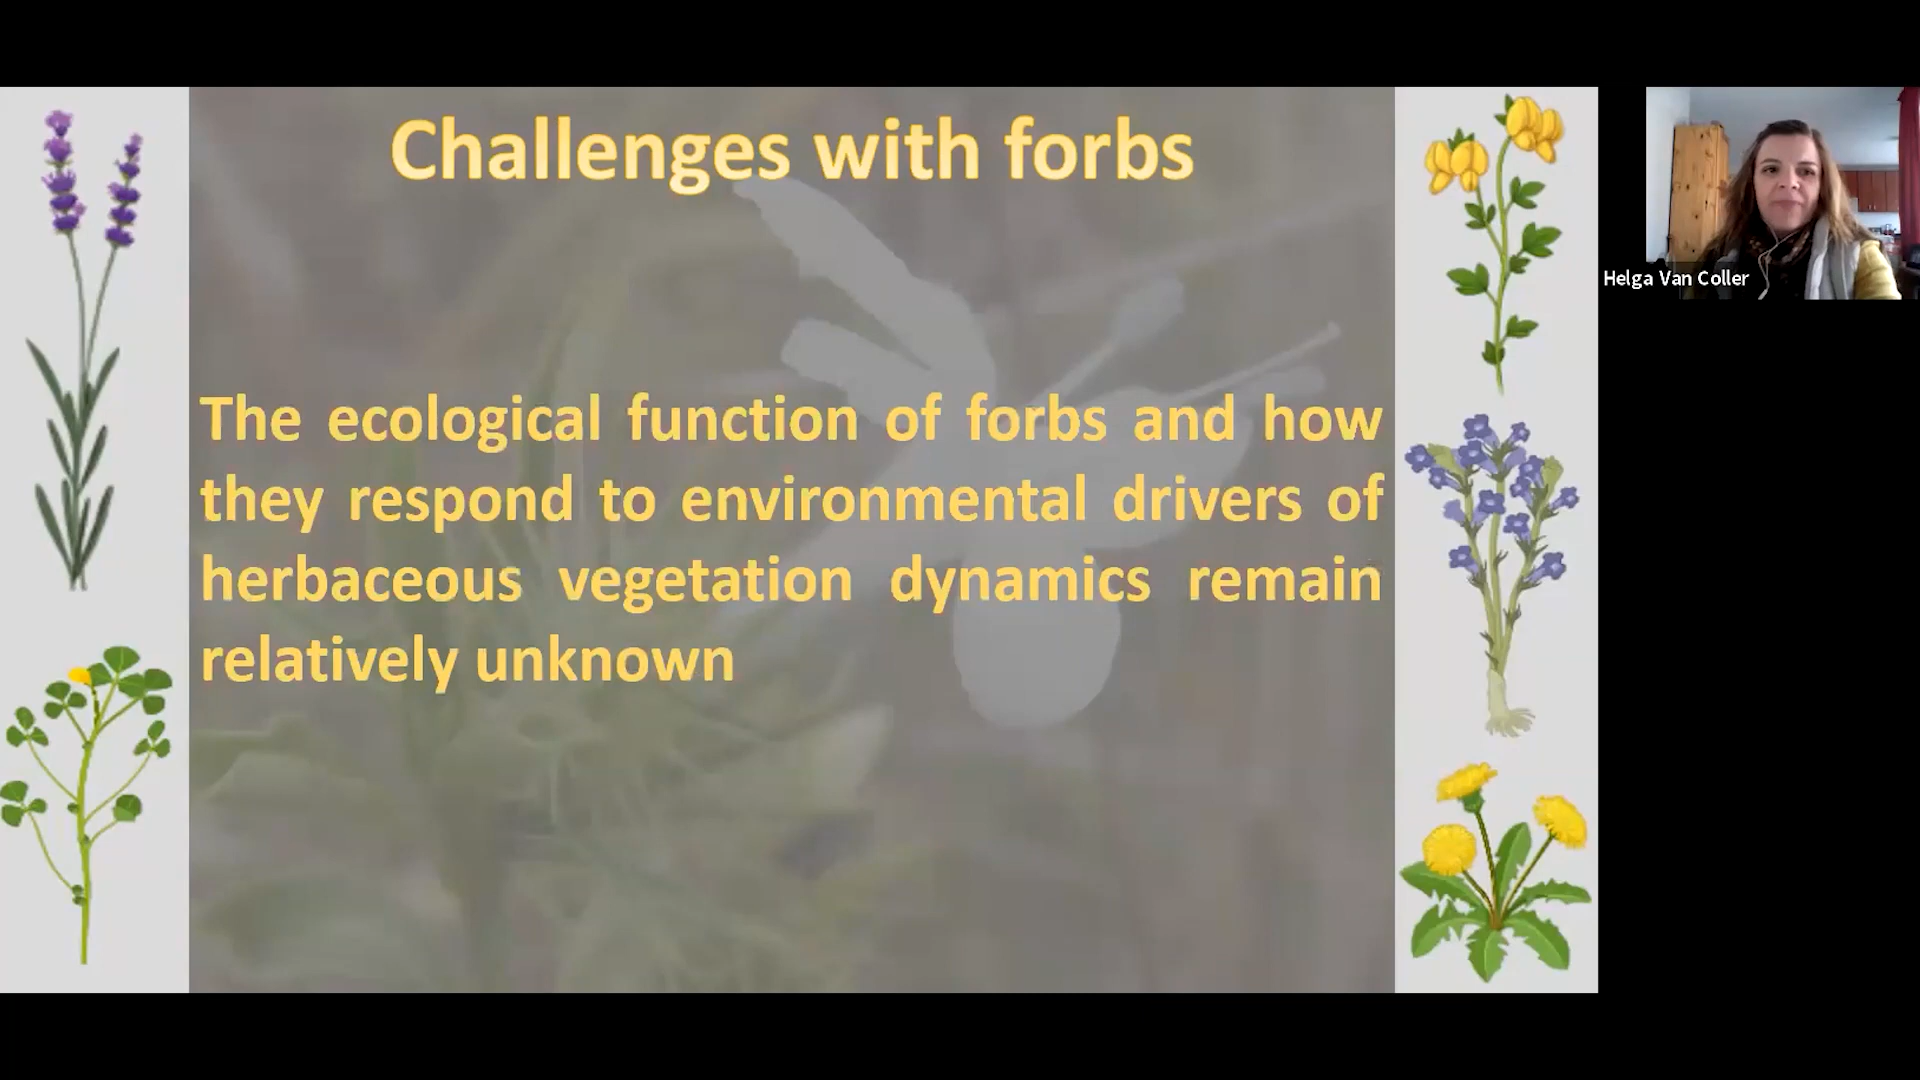 Challenges with forbs
The ecological function of forbs and how
they respond to environmental drivers of
herbaceous vegetation dynamics remain
relatively unknown
Helga Van Coller